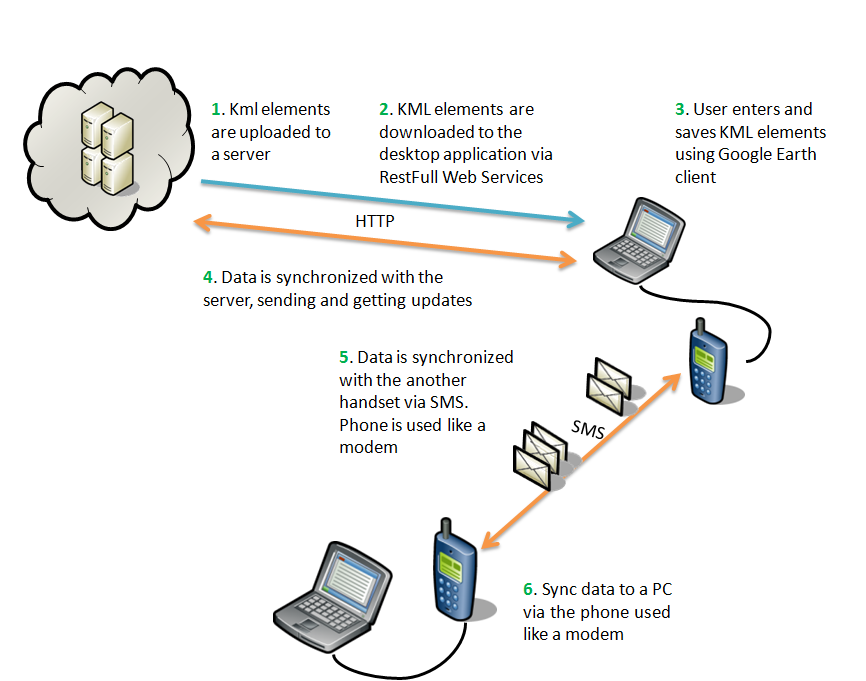 1. Kml elements
are uploaded to
a server
2. KML elements are
downloaded to the
desktop application via
RestFull Web Services
3. User enters and
saves KML elements
using Google Earth
client
HTTP
4. Data is synchronized with the
server, sending and getting updates
5. Data is synchronized
with the another
handset via SMS.
Phone is used like a
modem
SMS
6. Sync data to a PC
via the phone used
like a modem